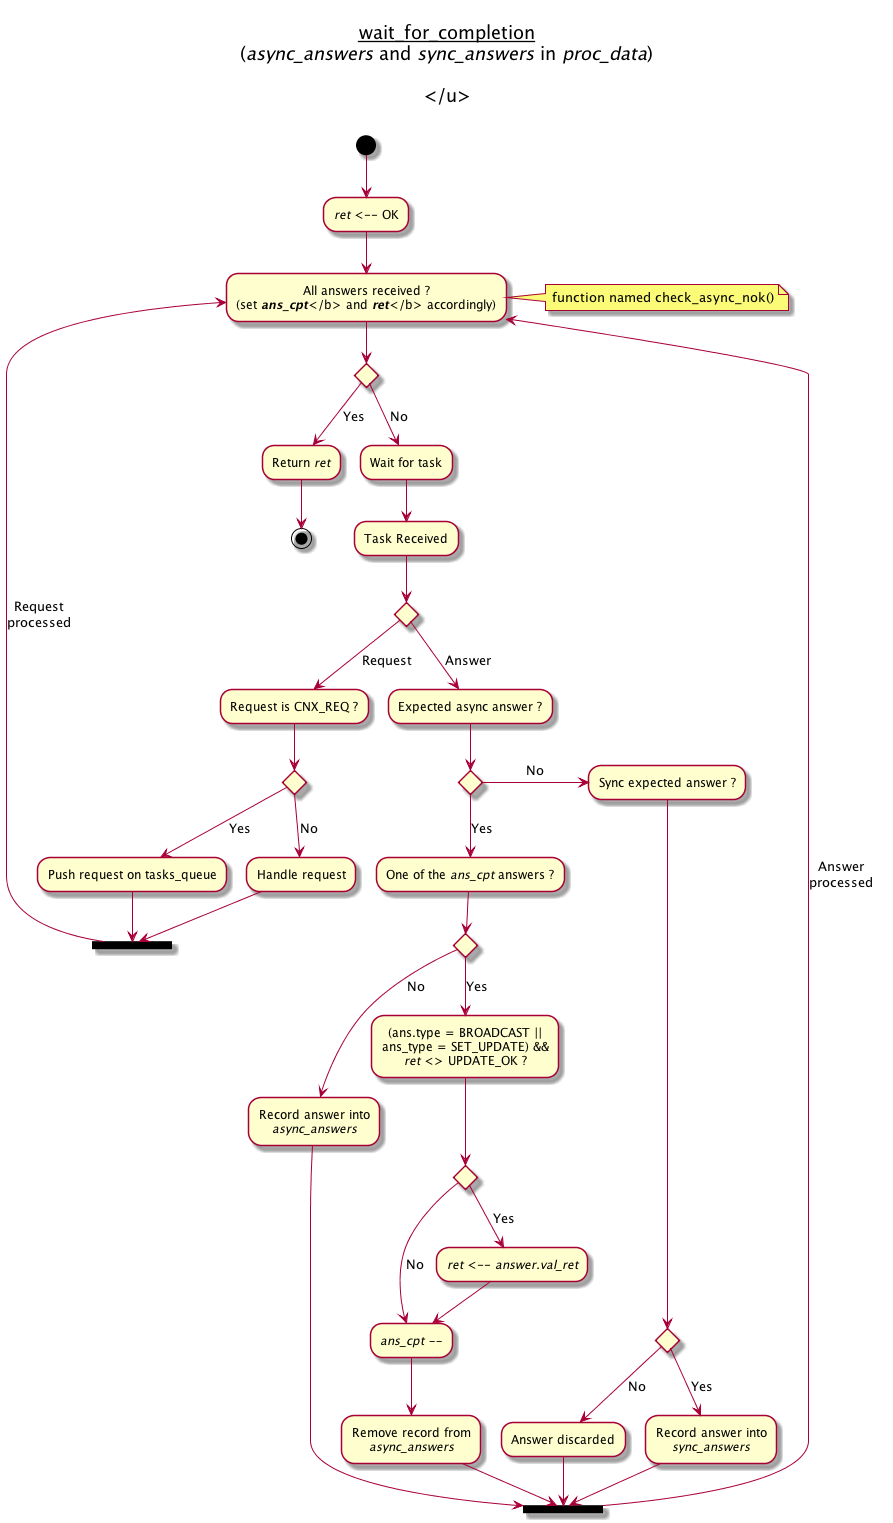 wait_for_completion
(async_answers and sync_answers in proc_data)
</u>
ret <-- OK
All answers received ?
(set ans_cpt</b> and ret</b> accordingly)
function named check_async_nok()
Yes
No
Return ret
Wait for task
Task Received
Request
processed
Request
Answer
Request is CNX_REQ ?
Expected async answer ?
No
Sync expected answer ?
Yes
No
Yes
Push request on tasks_queue
Handle request
One of the ans_cpt answers ?
Answer
processed
No
Yes
(ans.type = BROADCAST ||
ans_type = SET_UPDATE) &&
ret <> UPDATE_OK ?
Record answer into
async_answers
Yes
No
ret <-- answer.val_ret
ans_cpt --
No
Yes
Remove record from
async_answers
Answer discarded
Record answer into
sync_answers